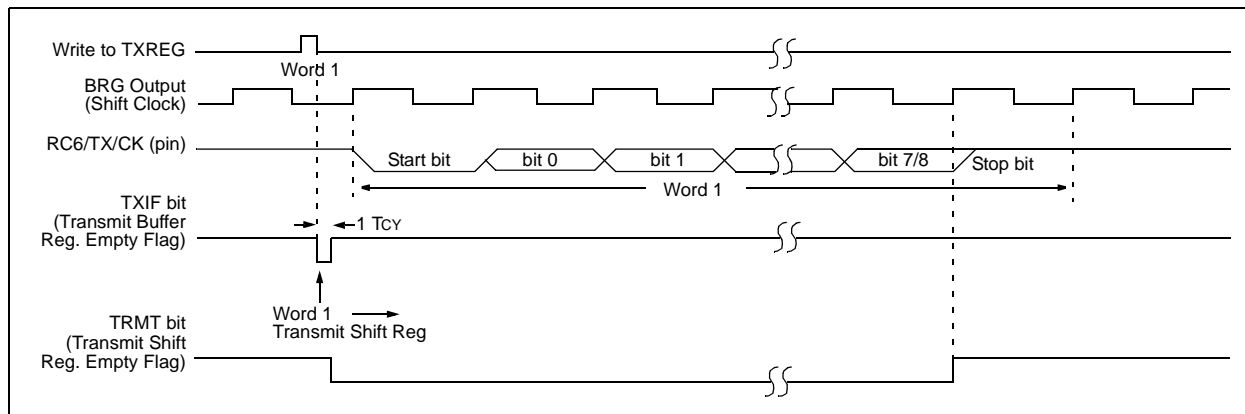 Write to TXREG
Word 1
BRG Output
(Shift Clock)
RC6/TX/CK (pin)
Start bit
bit 0
bit 1
bit 7/8
Stop bit
Word 1
TXIF bit
(Transmit Buffer
Reg. Empty Flag)
1 TCY
Word 1
Transmit Shift Reg
TRMT bit
(Transmit Shift
Reg. Empty Flag)